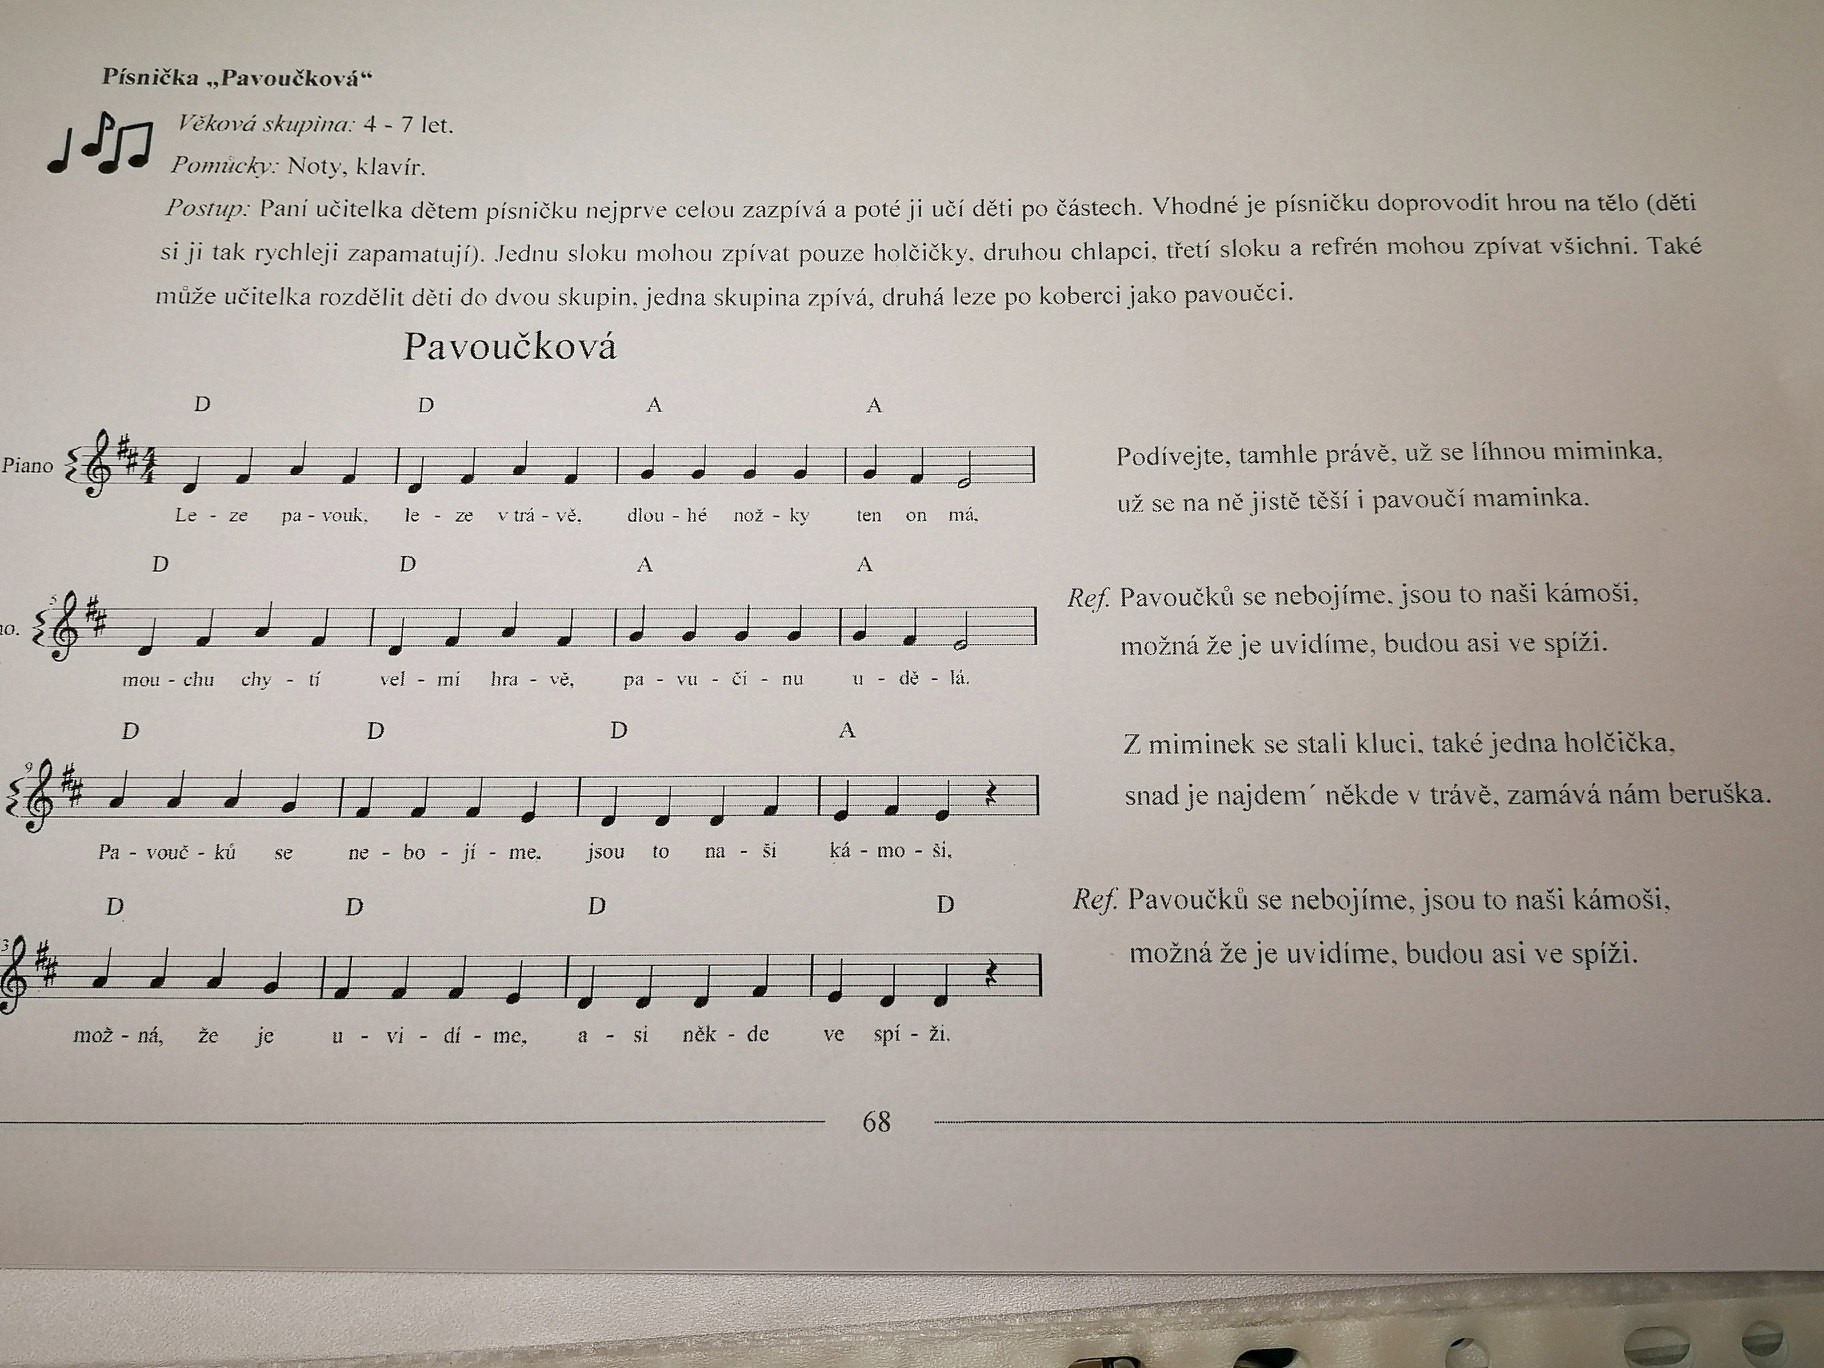 Písnička „Pavoučková“
Věková skupina: 4 - 7 let.
Pomůcky: Noty, klavír.
Postup: Paní učitelka dětem písničku nejprve celou zazpívá a poté ji učí děti po částech. Vhodné je písničku doprovodit hrou na tělo (děti
si ji tak rychleji zapamatují). Jednu sloku mohou zpívat pouze holčičky, druhou chlapci, třetí sloku a refrén mohou zpívat všichni. Také
může učitelka rozdělit děti do dvou skupin, jedna skupina zpívá, druhá leze po koberci jako pavoučci.
Pavoučková
D D A A
Piano
Le - ze pa - vouk, le - ze v trá - vě, dlou - hé nož - ky ten on má,
D D A A
5
no.
mou - chu chy - tí vel - mi hra - vě, pa - vu - či - nu u - dě - lá.
D D D A
9
Pa - vouč - ků se ne - bo - jí - me, jsou to na - ši ká - mo - ši,
D D D D
3
mož - ná, že je u - vi - dí - me, a - si něk - de ve spí - ži.
Podívejte, tamhle právě, už se líhnou miminka,
už se na ně jistě těší i pavoučí maminka.
Ref. Pavoučků se nebojíme, jsou to naši kámoši,
možná že je uvidíme, budou asi ve spíži.
Z miminek se stali kluci, také jedna holčička,
snad je najdem´ někde v trávě, zamává nám beruška.
Ref. Pavoučků se nebojíme, jsou to naši kámoši,
možná že je uvidíme, budou asi ve spíži.
68